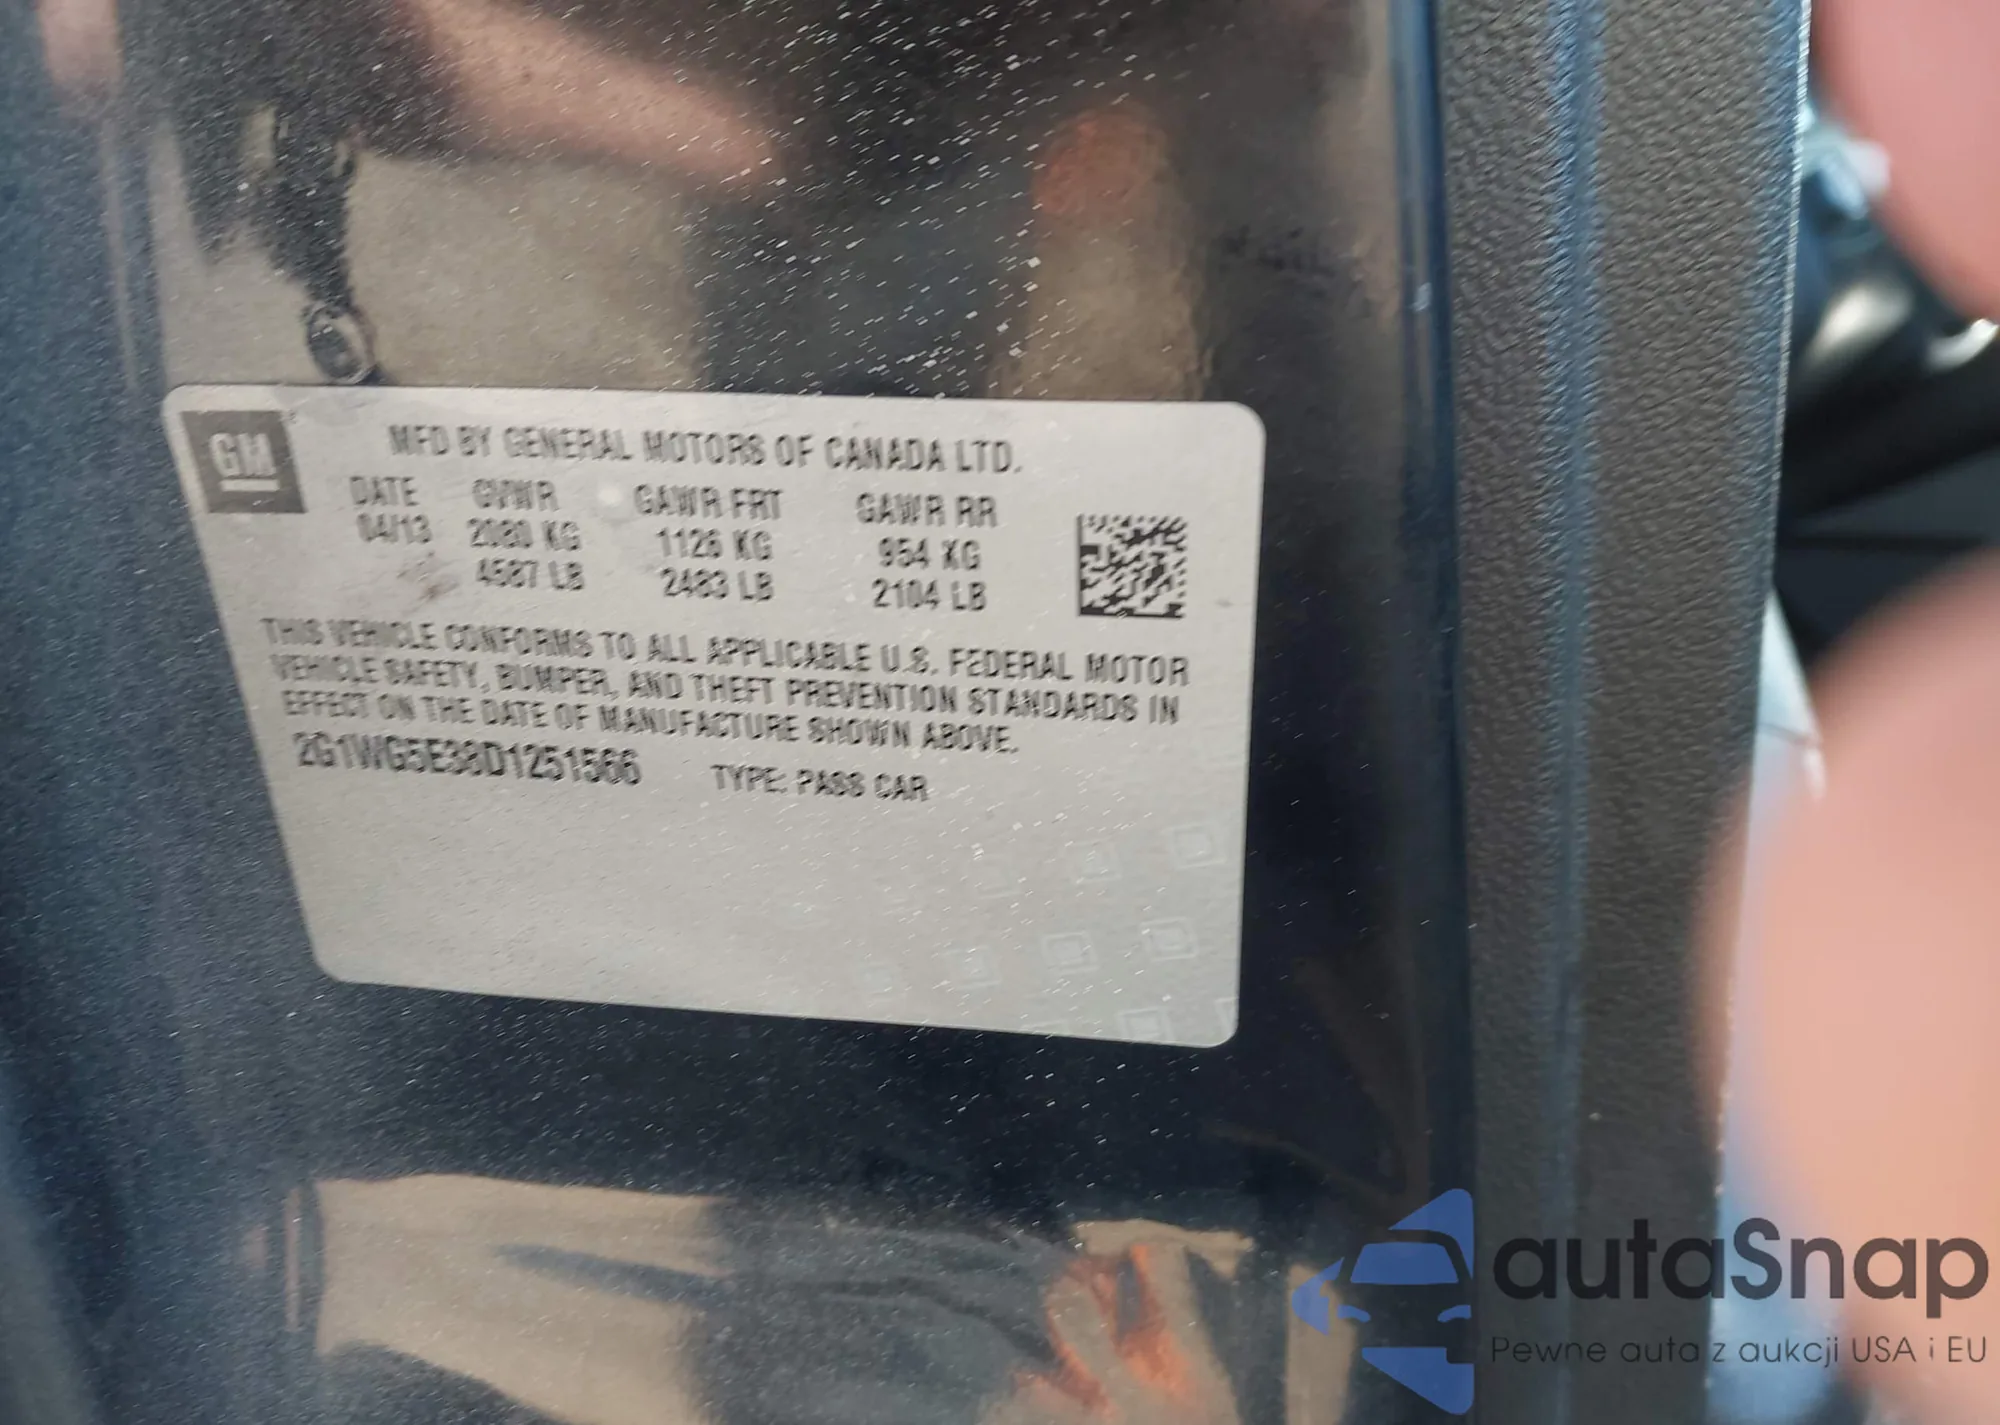 GM
MFD BY GENERAL MOTORS OF CANADA LTD.
DATE GVWR GAWR FRT GAWR RR
04/13 2080 KG 1126 KG 954 KG
4587 LB 2483 LB 2104 LB
THIS VEHICLE CONFORMS TO ALL APPLICABLE U.S. FEDERAL MOTOR
VEHICLE SAFETY, BUMPER, AND THEFT PREVENTION STANDARDS IN
EFFECT ON THE DATE OF MANUFACTURE SHOWN ABOVE.
2G1WG5E38D1251566 TYPE: PASS CAR
autaSnap
Pewne auta z aukcji USA i EU